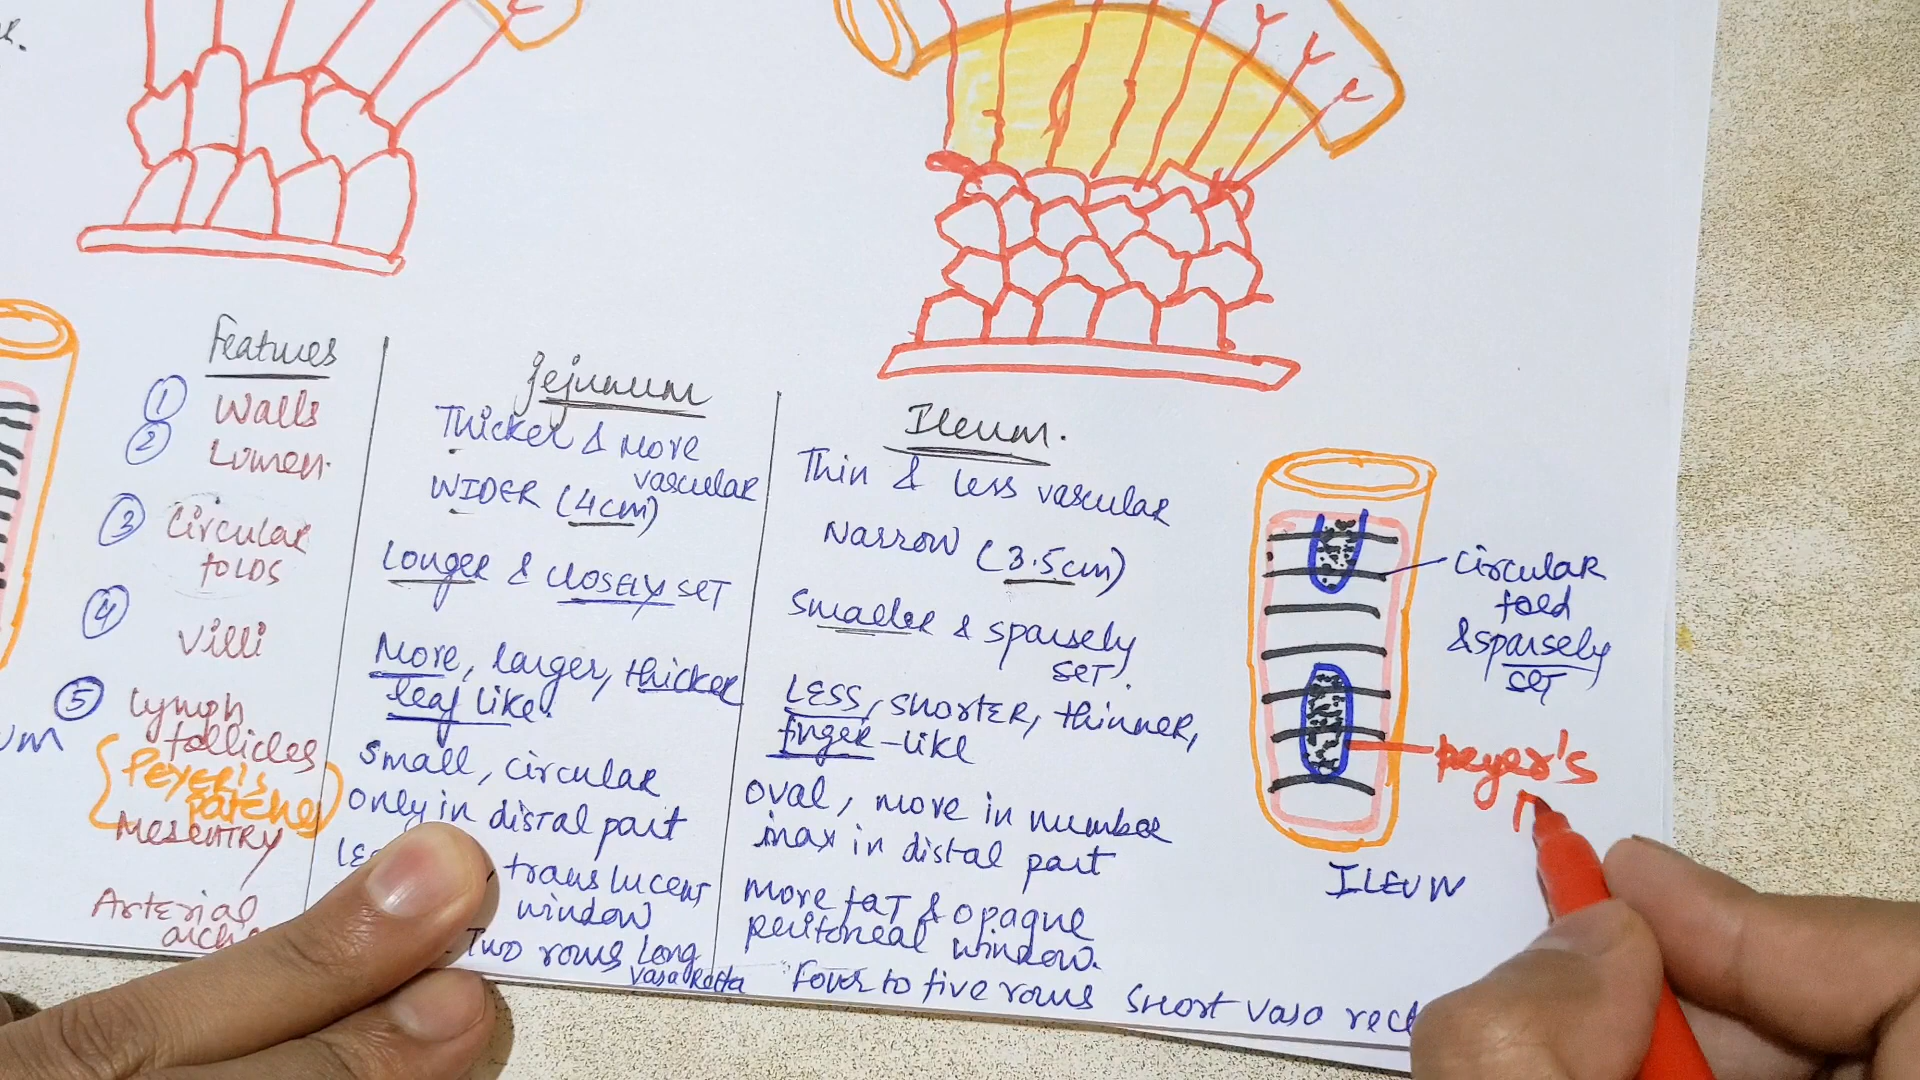 Features
Jejunum
Ileum.
① Walls
Thicker & More
vascular
Thin & less vascular
② Lumen.
WIDER (4cm)
Narrow (3.5cm)
③ Circular
folds
Longer & closely set
Smaller & sparsely
set.
④ Villi
More, larger, thicker
leaf like.
Less, shorter, thinner,
finger-like
⑤ Lymph
follicles
Peyer's
patches
Small, circular
only in distal part
oval, more in number
max in distal part
Mesentry
translucent
window
more fat & opaque
peritoneal window.
Arterial
Two rows long
vasa recta
Four to five rows short vasa rect
circular
fold
& sparsely
set
peyer's
P
ILEUM
UM